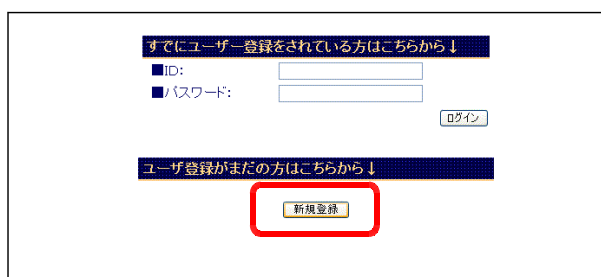 すでにユーザー登録をされている方はこちらから↓
■ID:
■パスワード:
ログイン
ユーザ登録がまだの方はこちらから↓
新規登録